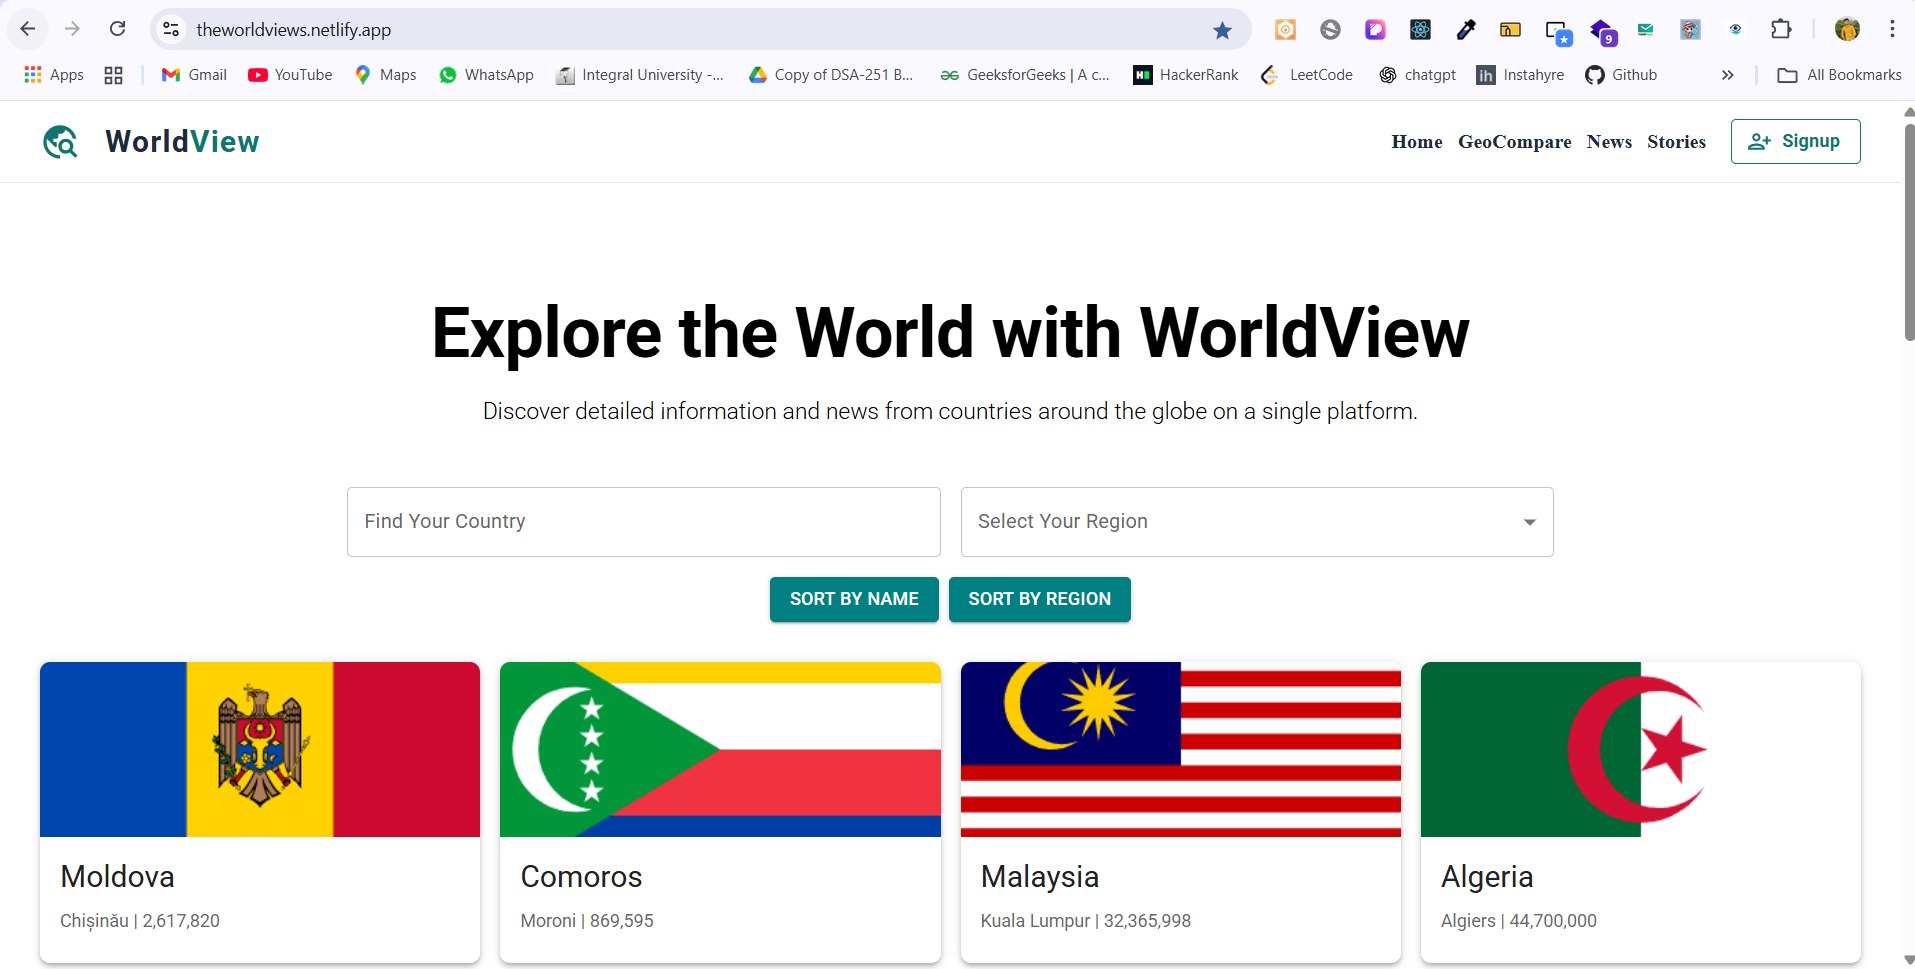 theworldviews.netlify.app
9
Apps Gmail YouTube Maps WhatsApp Integral University -... Copy of DSA-251 B... GeeksforGeeks | A c... HackerRank LeetCode chatgpt Instahyre Github » All Bookmarks
WorldView Home GeoCompare News Stories Signup
Explore the World with WorldView
Discover detailed information and news from countries around the globe on a single platform.
Find Your Country Select Your Region
SORT BY NAME SORT BY REGION
Moldova Comoros Malaysia Algeria
Chișinău | 2,617,820 Moroni | 869,595 Kuala Lumpur | 32,365,998 Algiers | 44,700,000